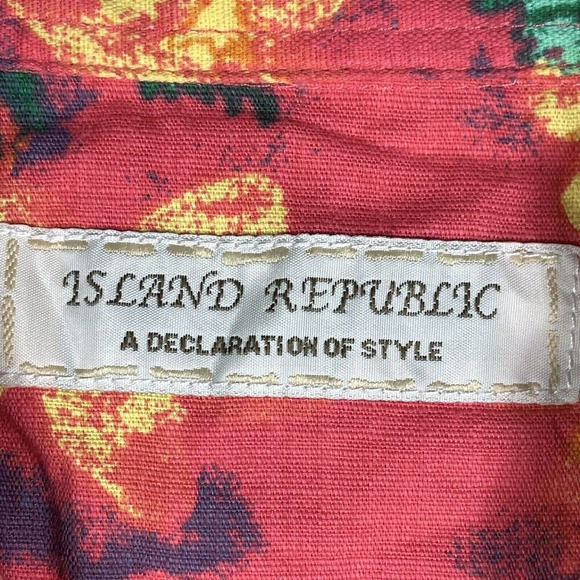 ISLAND REPUBLIC
A DECLARATION OF STYLE